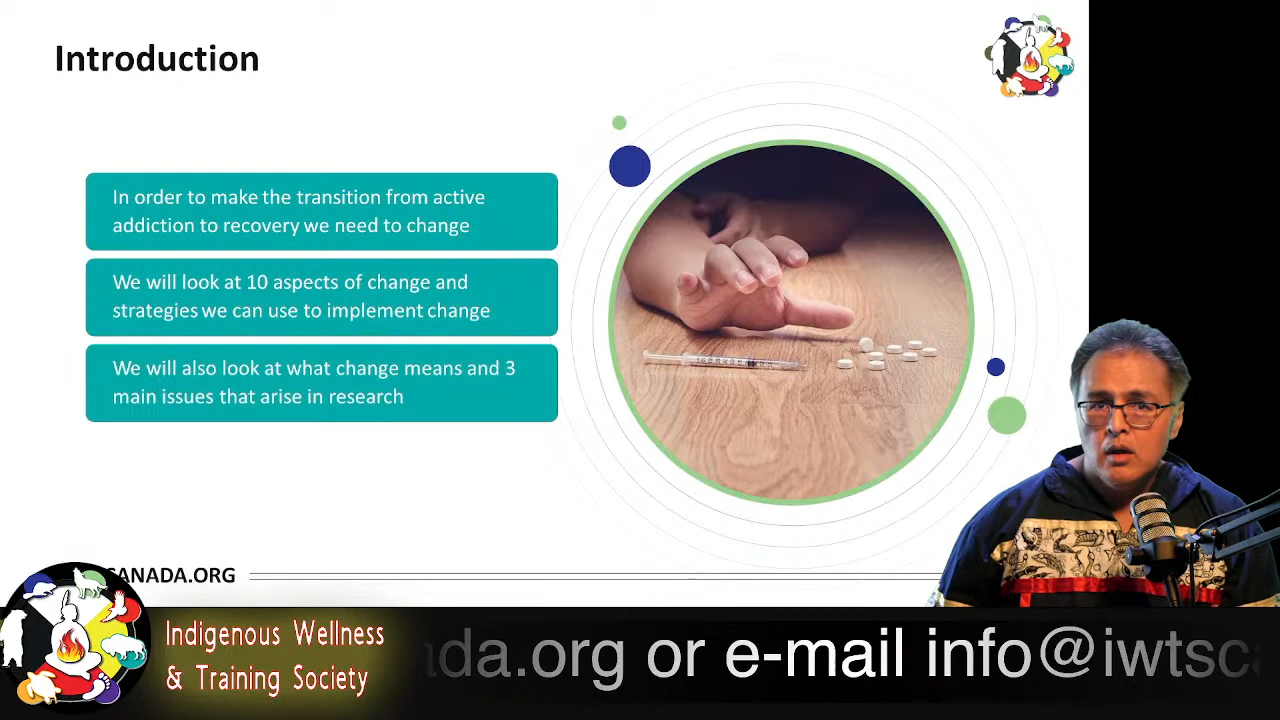 Introduction
In order to make the transition from active
addiction to recovery we need to change
We will look at 10 aspects of change and
strategies we can use to implement change
We will also look at what change means and 3
main issues that arise in research
CANADA.ORG
Indigenous Wellness
& Training Society
ada.org or e-mail info@iwtsca